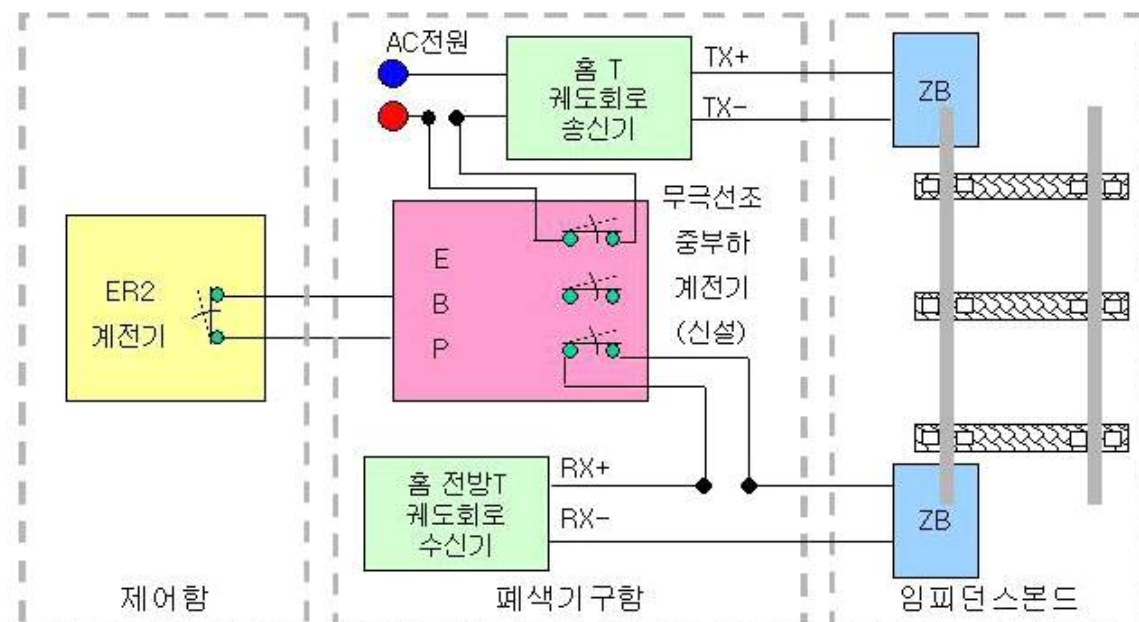 AC전원
홈 T
궤도회로
송신기
TX+
TX-
ZB
무극선조
중부하
계전기
(신설)
E
B
P
ER2
계전기
홈 전방T
궤도회로
수신기
RX+
RX-
ZB
제어함
폐색기구함
임피던스본드